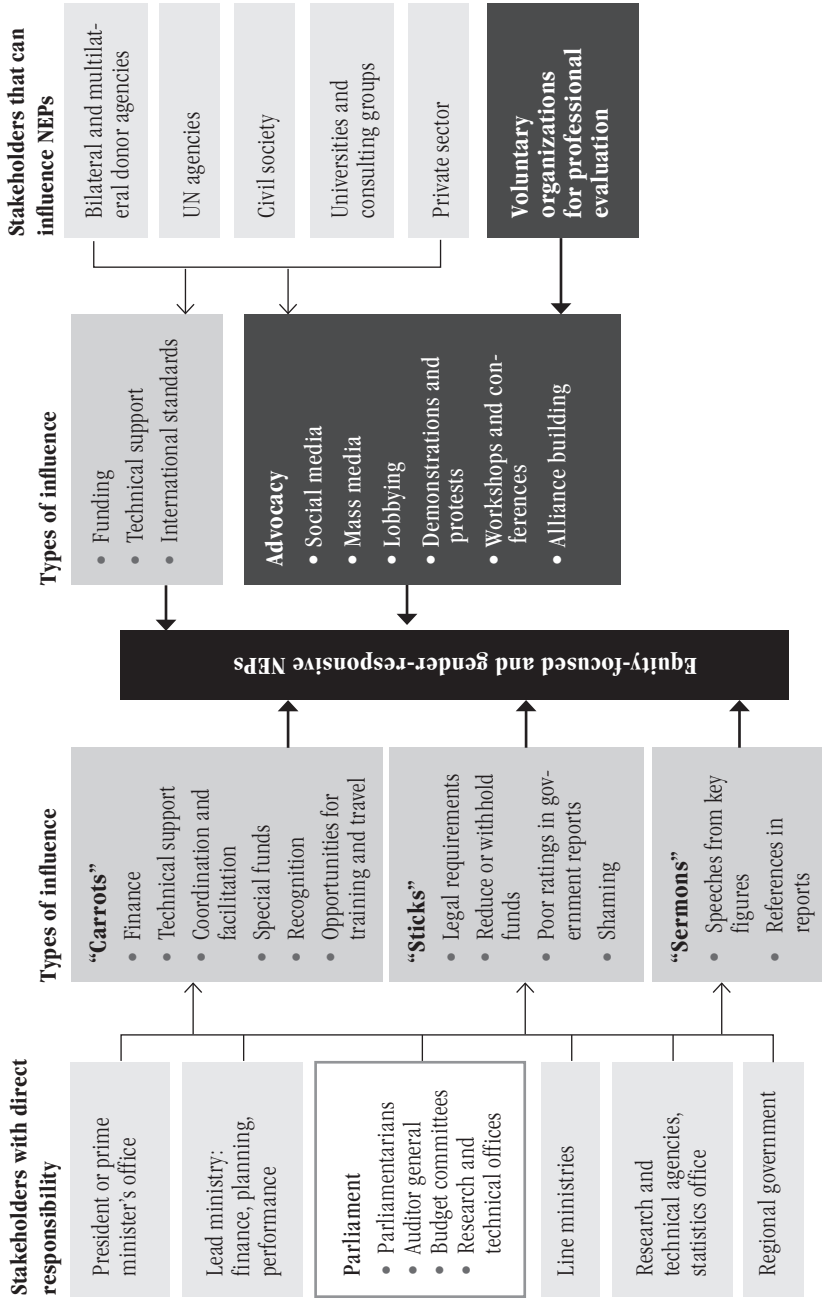 Stakeholders with direct
responsibility
President or prime
minister’s office
Lead ministry:
finance, planning,
performance
Parliament
• Parliamentarians
• Auditor general
• Budget committees
• Research and
technical offices
Line ministries
Research and
technical agencies,
statistics office
Regional government
Types of influence
“Carrots”
• Finance
• Technical support
• Coordination and
facilitation
• Special funds
• Recognition
• Opportunities for
training and travel
“Sticks”
• Legal requirements
• Reduce or withhold
funds
• Poor ratings in gov-
ernment reports
• Shaming
“Sermons”
• Speeches from key
figures
• References in
reports
Equity-focused and gender-responsive NEPs
Types of influence
• Funding
• Technical support
• International standards
Advocacy
• Social media
• Mass media
• Lobbying
• Demonstrations and
protests
• Workshops and con-
ferences
• Alliance building
Stakeholders that can
influence NEPs
Bilateral and multilat-
eral donor agencies
UN agencies
Civil society
Universities and
consulting groups
Private sector
Voluntary
organizations
for professional
evaluation